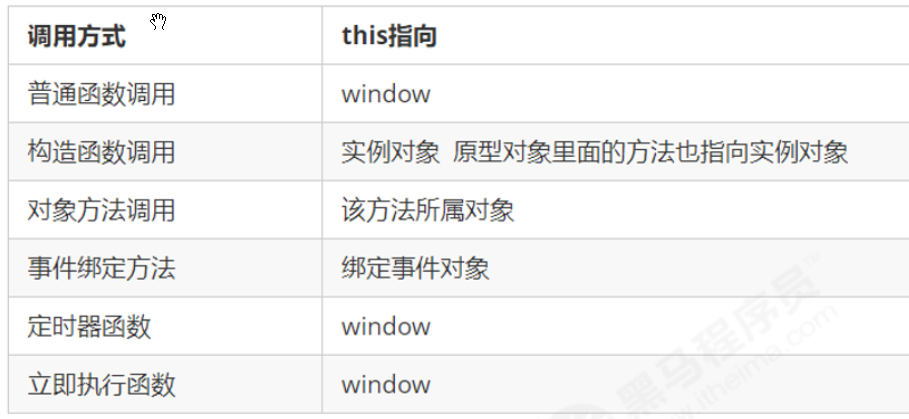 调用方式 this指向
普通函数调用 window
构造函数调用 实例对象 原型对象里面的方法也指向实例对象
对象方法调用 该方法所属对象
事件绑定方法 绑定事件对象
定时器函数 window
立即执行函数 window
黑马程序员™
www.itheima.com